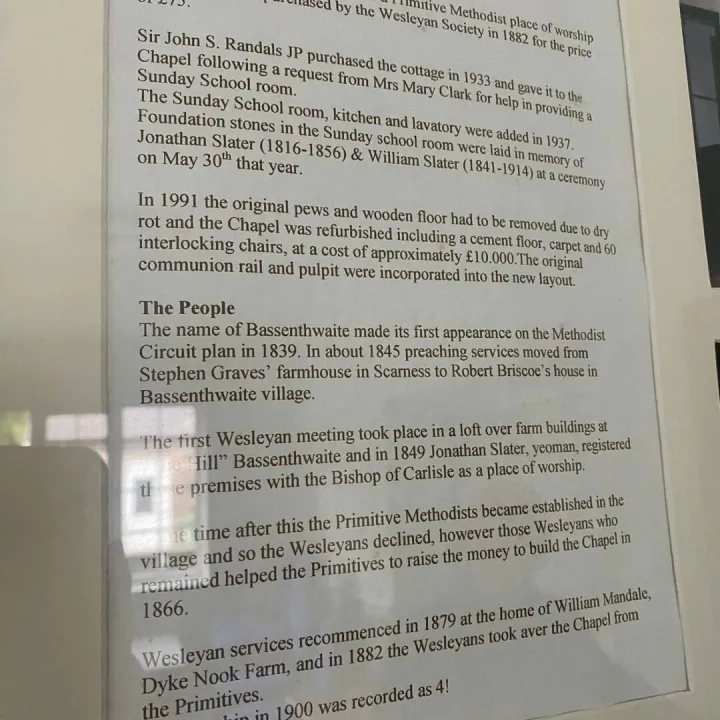 Primitive Methodist place of worship
of £75. purchased by the Wesleyan Society in 1882 for the price
Sir John S. Randals JP purchased the cottage in 1933 and gave it to the
Chapel following a request from Mrs Mary Clark for help in providing a
Sunday School room.
The Sunday School room, kitchen and lavatory were added in 1937.
Foundation stones in the Sunday school room were laid in memory of
Jonathan Slater (1816-1856) & William Slater (1841-1914) at a ceremony
on May 30th that year.
In 1991 the original pews and wooden floor had to be removed due to dry
rot and the Chapel was refurbished including a cement floor, carpet and 60
interlocking chairs, at a cost of approximately £10.000.The original
communion rail and pulpit were incorporated into the new layout.
The People
The name of Bassenthwaite made its first appearance on the Methodist
Circuit plan in 1839. In about 1845 preaching services moved from
Stephen Graves' farmhouse in Scarness to Robert Briscoe's house in
Bassenthwaite village.
The first Wesleyan meeting took place in a loft over farm buildings at
Hill" Bassenthwaite and in 1849 Jonathan Slater, yeoman, registered
premises with the Bishop of Carlisle as a place of worship.
time after this the Primitive Methodists became established in the
village and so the Wesleyans declined, however those Wesleyans who
remained helped the Primitives to raise the money to build the Chapel in
1866.
Wesleyan services recommenced in 1879 at the home of William Mandale,
Dyke Nook Farm, and in 1882 the Wesleyans took aver the Chapel from
the Primitives.
in 1900 was recorded as 4!